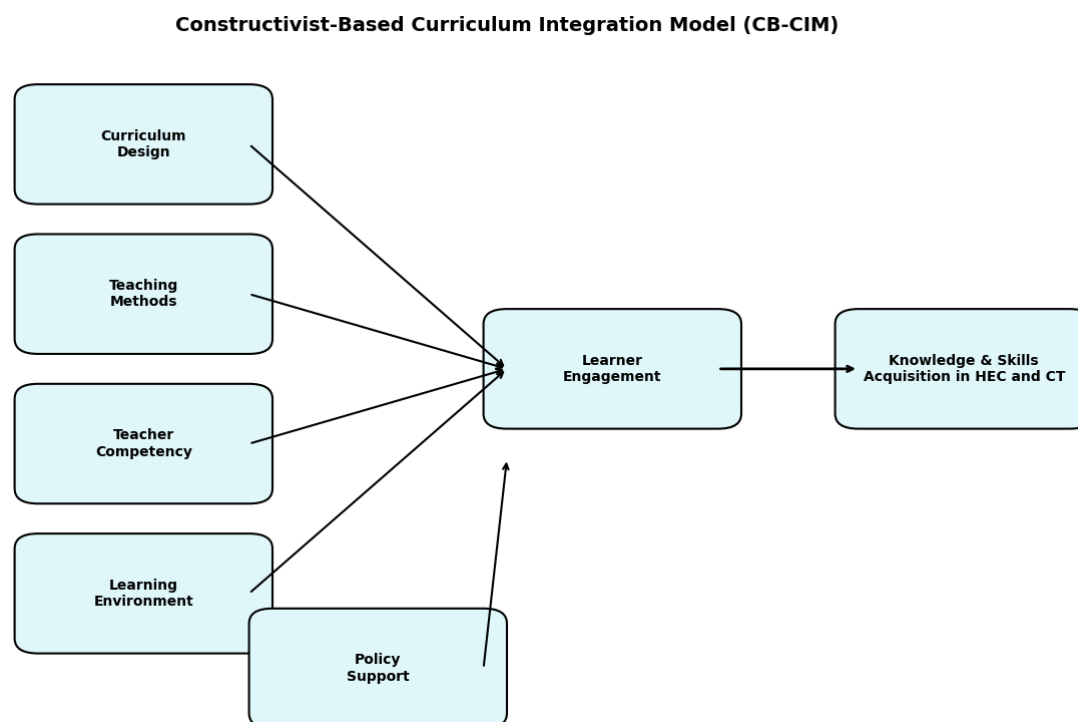 Constructivist-Based Curriculum Integration Model (CB-CIM)
Curriculum
Design
Teaching
Methods
Teacher
Competency
Learning
Environment
Policy
Support
Learner
Engagement
Knowledge & Skills
Acquisition in HEC and CT